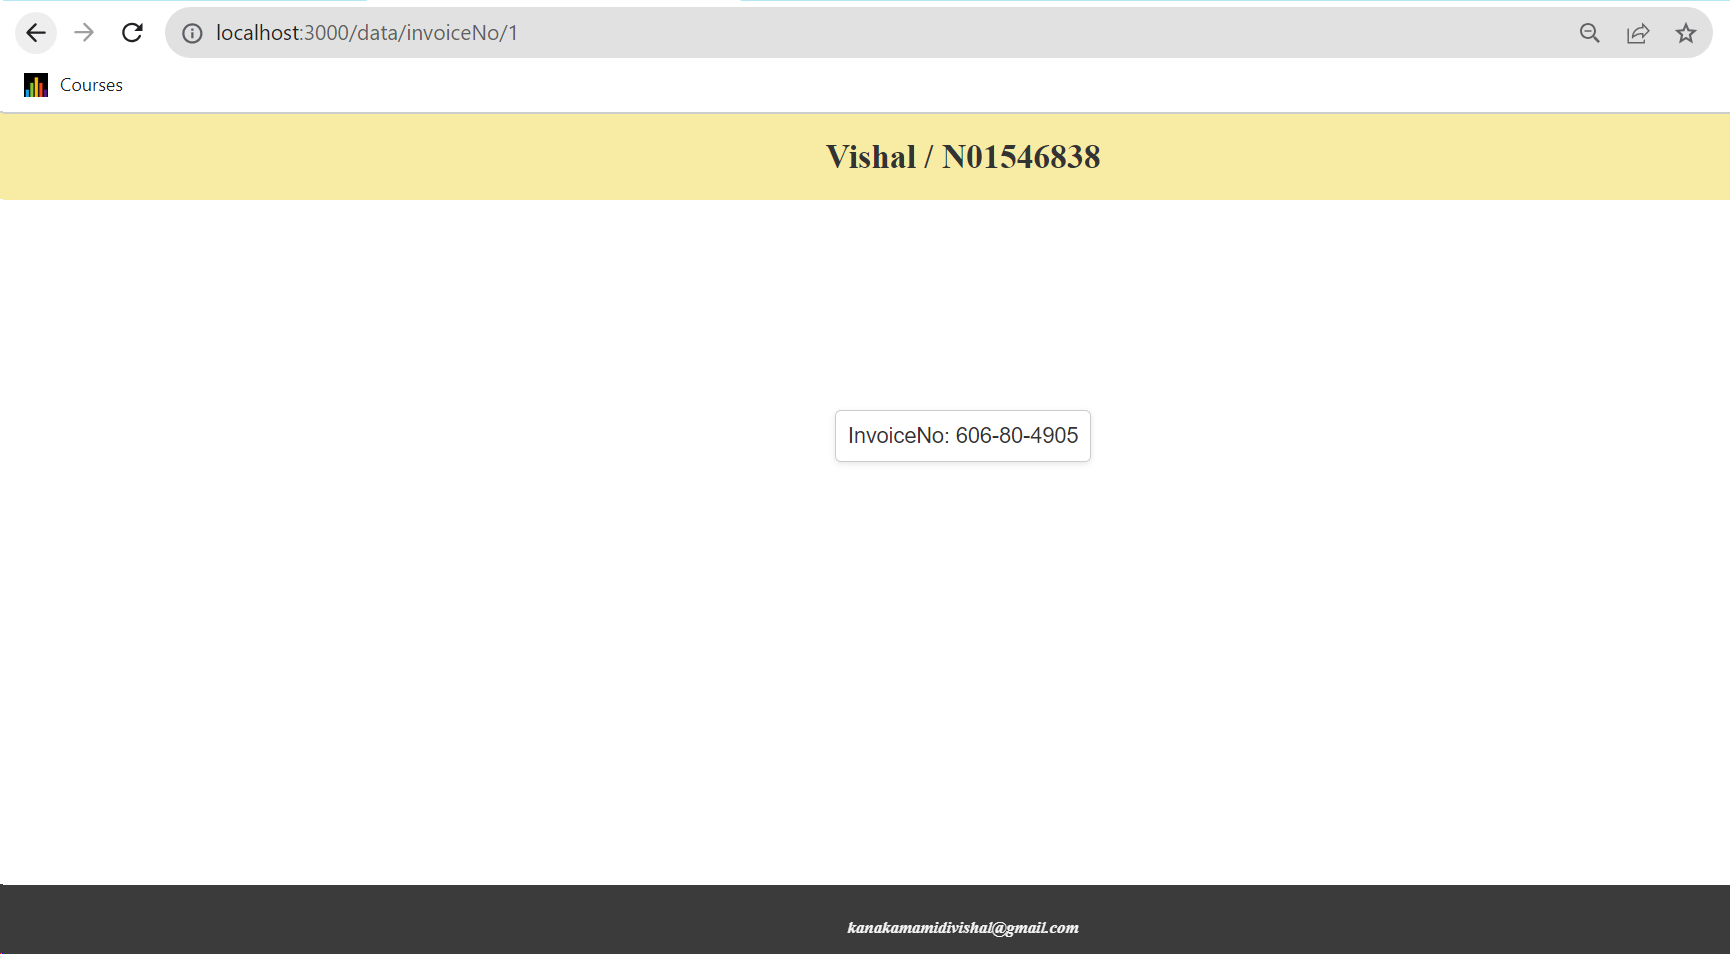 localhost:3000/data/invoiceNo/1
Courses
Vishal / N01546838
InvoiceNo: 606-80-4905
kanakamamidivishal@gmail.com